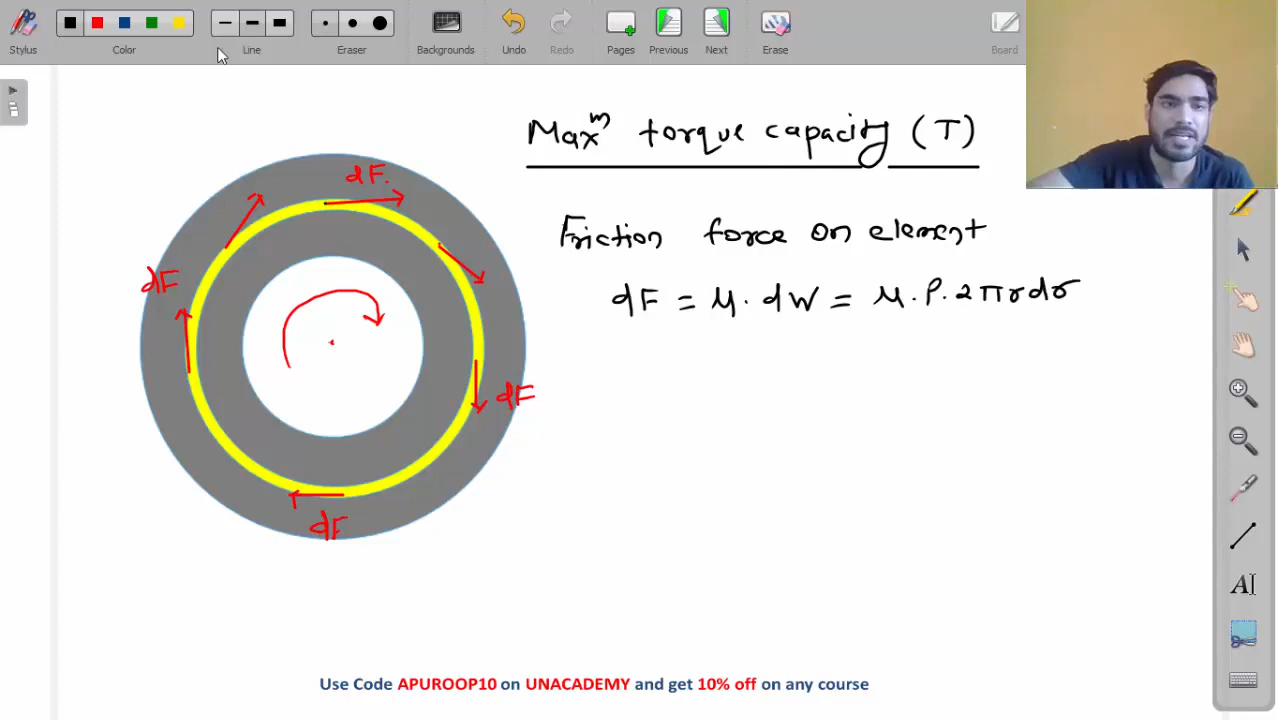 Stylus Color Line Eraser Backgrounds Undo Redo Pages Previous Next Erase Board
Maxᵐ torque capacity (T)
Friction force on element
dF = μ. dW = μ. P. 2πrdr
dF.
dF
dF
dF
A
Use Code APUROOP10 on UNACADEMY and get 10% off on any course